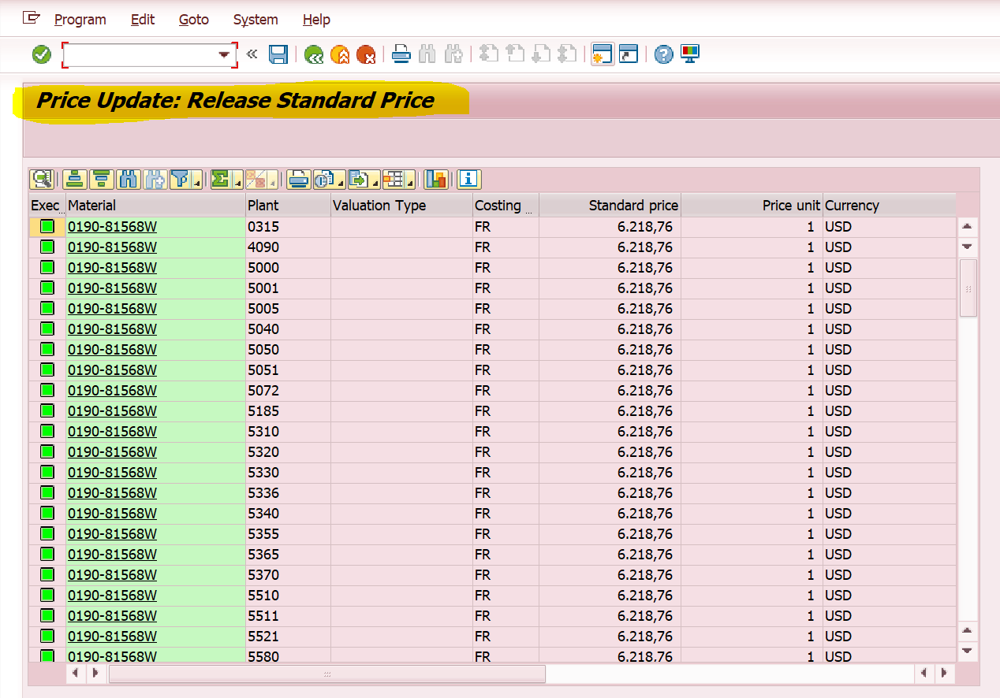 Program Edit Goto System Help
Price Update: Release Standard Price
Exec... Material Plant Valuation Type Costing ... Standard price Price unit Currency
0190-81568W 0315 FR 6.218,76 1 USD
0190-81568W 4090 FR 6.218,76 1 USD
0190-81568W 5000 FR 6.218,76 1 USD
0190-81568W 5001 FR 6.218,76 1 USD
0190-81568W 5005 FR 6.218,76 1 USD
0190-81568W 5040 FR 6.218,76 1 USD
0190-81568W 5050 FR 6.218,76 1 USD
0190-81568W 5051 FR 6.218,76 1 USD
0190-81568W 5072 FR 6.218,76 1 USD
0190-81568W 5185 FR 6.218,76 1 USD
0190-81568W 5310 FR 6.218,76 1 USD
0190-81568W 5320 FR 6.218,76 1 USD
0190-81568W 5330 FR 6.218,76 1 USD
0190-81568W 5336 FR 6.218,76 1 USD
0190-81568W 5340 FR 6.218,76 1 USD
0190-81568W 5355 FR 6.218,76 1 USD
0190-81568W 5365 FR 6.218,76 1 USD
0190-81568W 5370 FR 6.218,76 1 USD
0190-81568W 5510 FR 6.218,76 1 USD
0190-81568W 5511 FR 6.218,76 1 USD
0190-81568W 5521 FR 6.218,76 1 USD
0190-81568W 5580 FR 6.218,76 1 USD